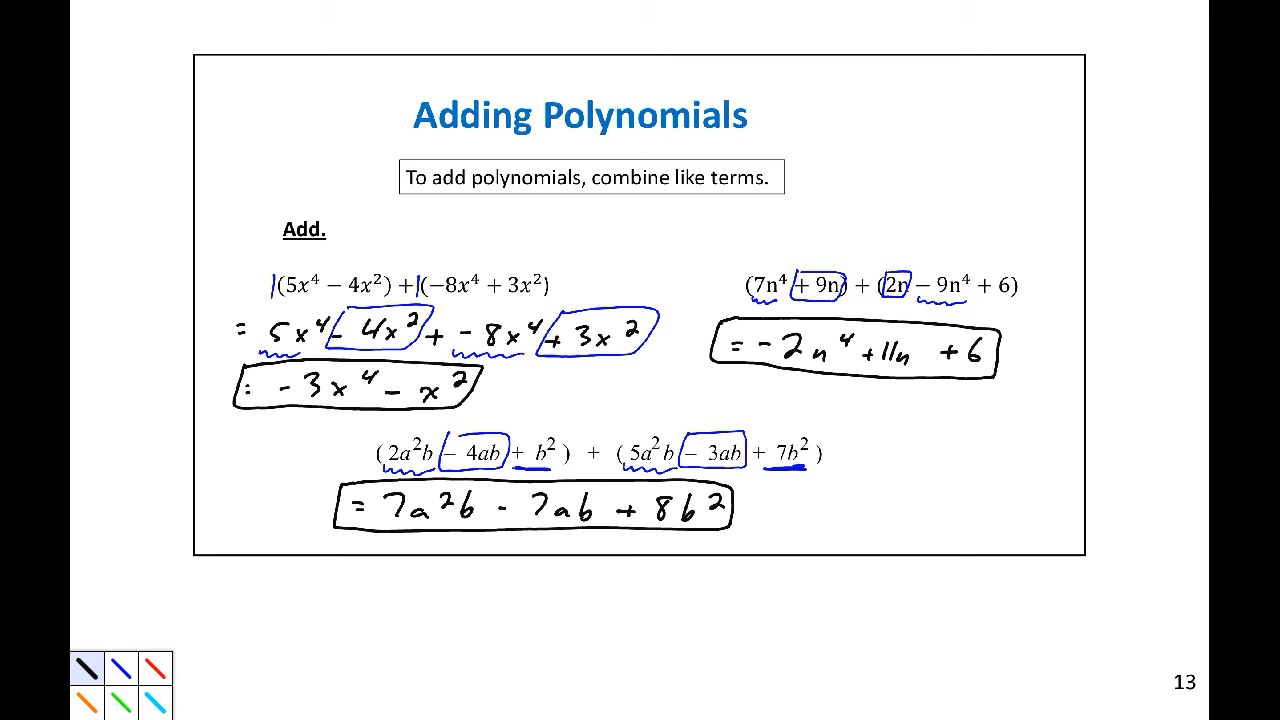 Adding Polynomials
To add polynomials, combine like terms.
Add.
|(5x⁴ − 4x²) + |(−8x⁴ + 3x²)
= 5x⁴ - 4x² + - 8x⁴ + 3x²
= - 3x⁴ - x²
(7n⁴ + 9n) + (2n − 9n⁴ + 6)
= - 2n⁴ + 11n + 6
( 2a²b − 4ab + b² ) + ( 5a²b − 3ab + 7b² )
= 7a²b - 7ab + 8b²
13